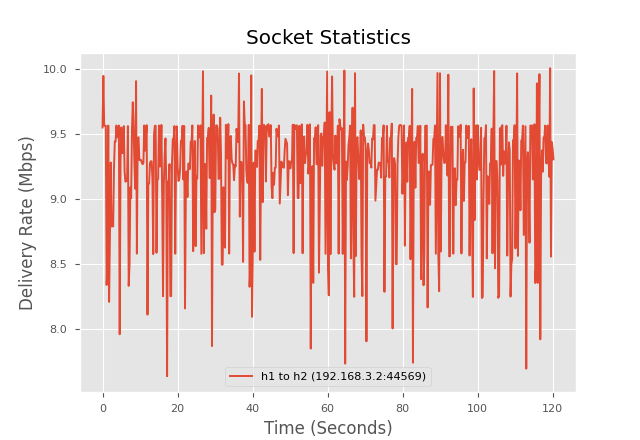 Socket Statistics
10.0
9.5
9.0
8.5
8.0
Delivery Rate (Mbps)
h1 to h2 (192.168.3.2:44569)
0 20 40 60 80 100 120
Time (Seconds)